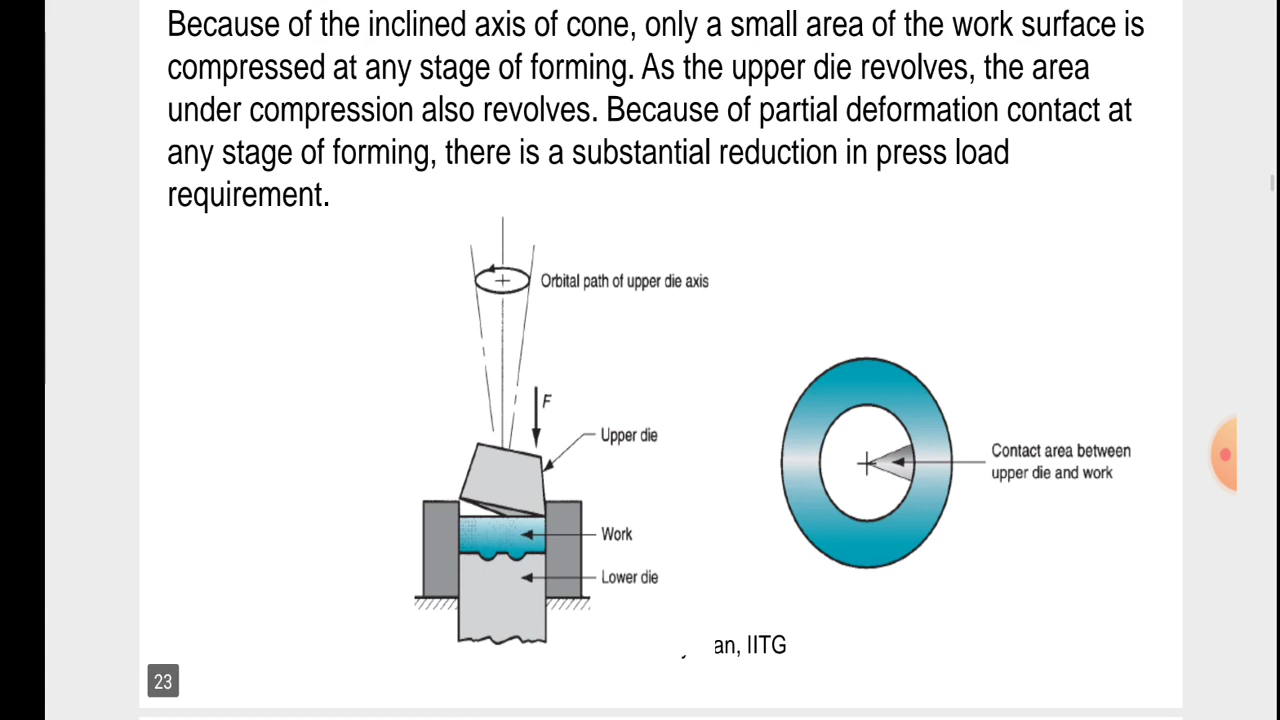 Because of the inclined axis of cone, only a small area of the work surface is
compressed at any stage of forming. As the upper die revolves, the area
under compression also revolves. Because of partial deformation contact at
any stage of forming, there is a substantial reduction in press load
requirement.
Orbital path of upper die axis
F
Upper die
Contact area between
upper die and work
Work
Lower die
an, IITG
23